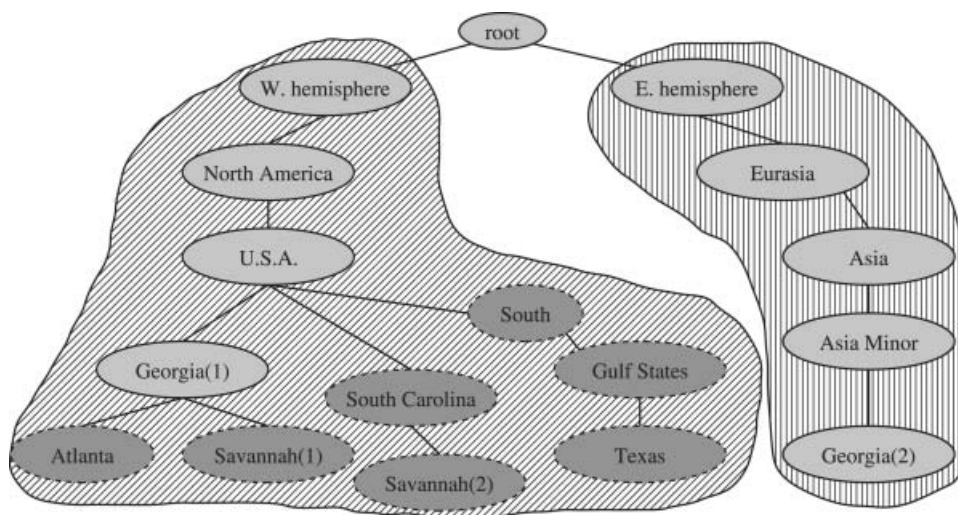 root
W. hemisphere
E. hemisphere
North America
Eurasia
U.S.A.
Asia
South
Asia Minor
Georgia(1)
Gulf States
South Carolina
Atlanta
Savannah(1)
Texas
Georgia(2)
Savannah(2)